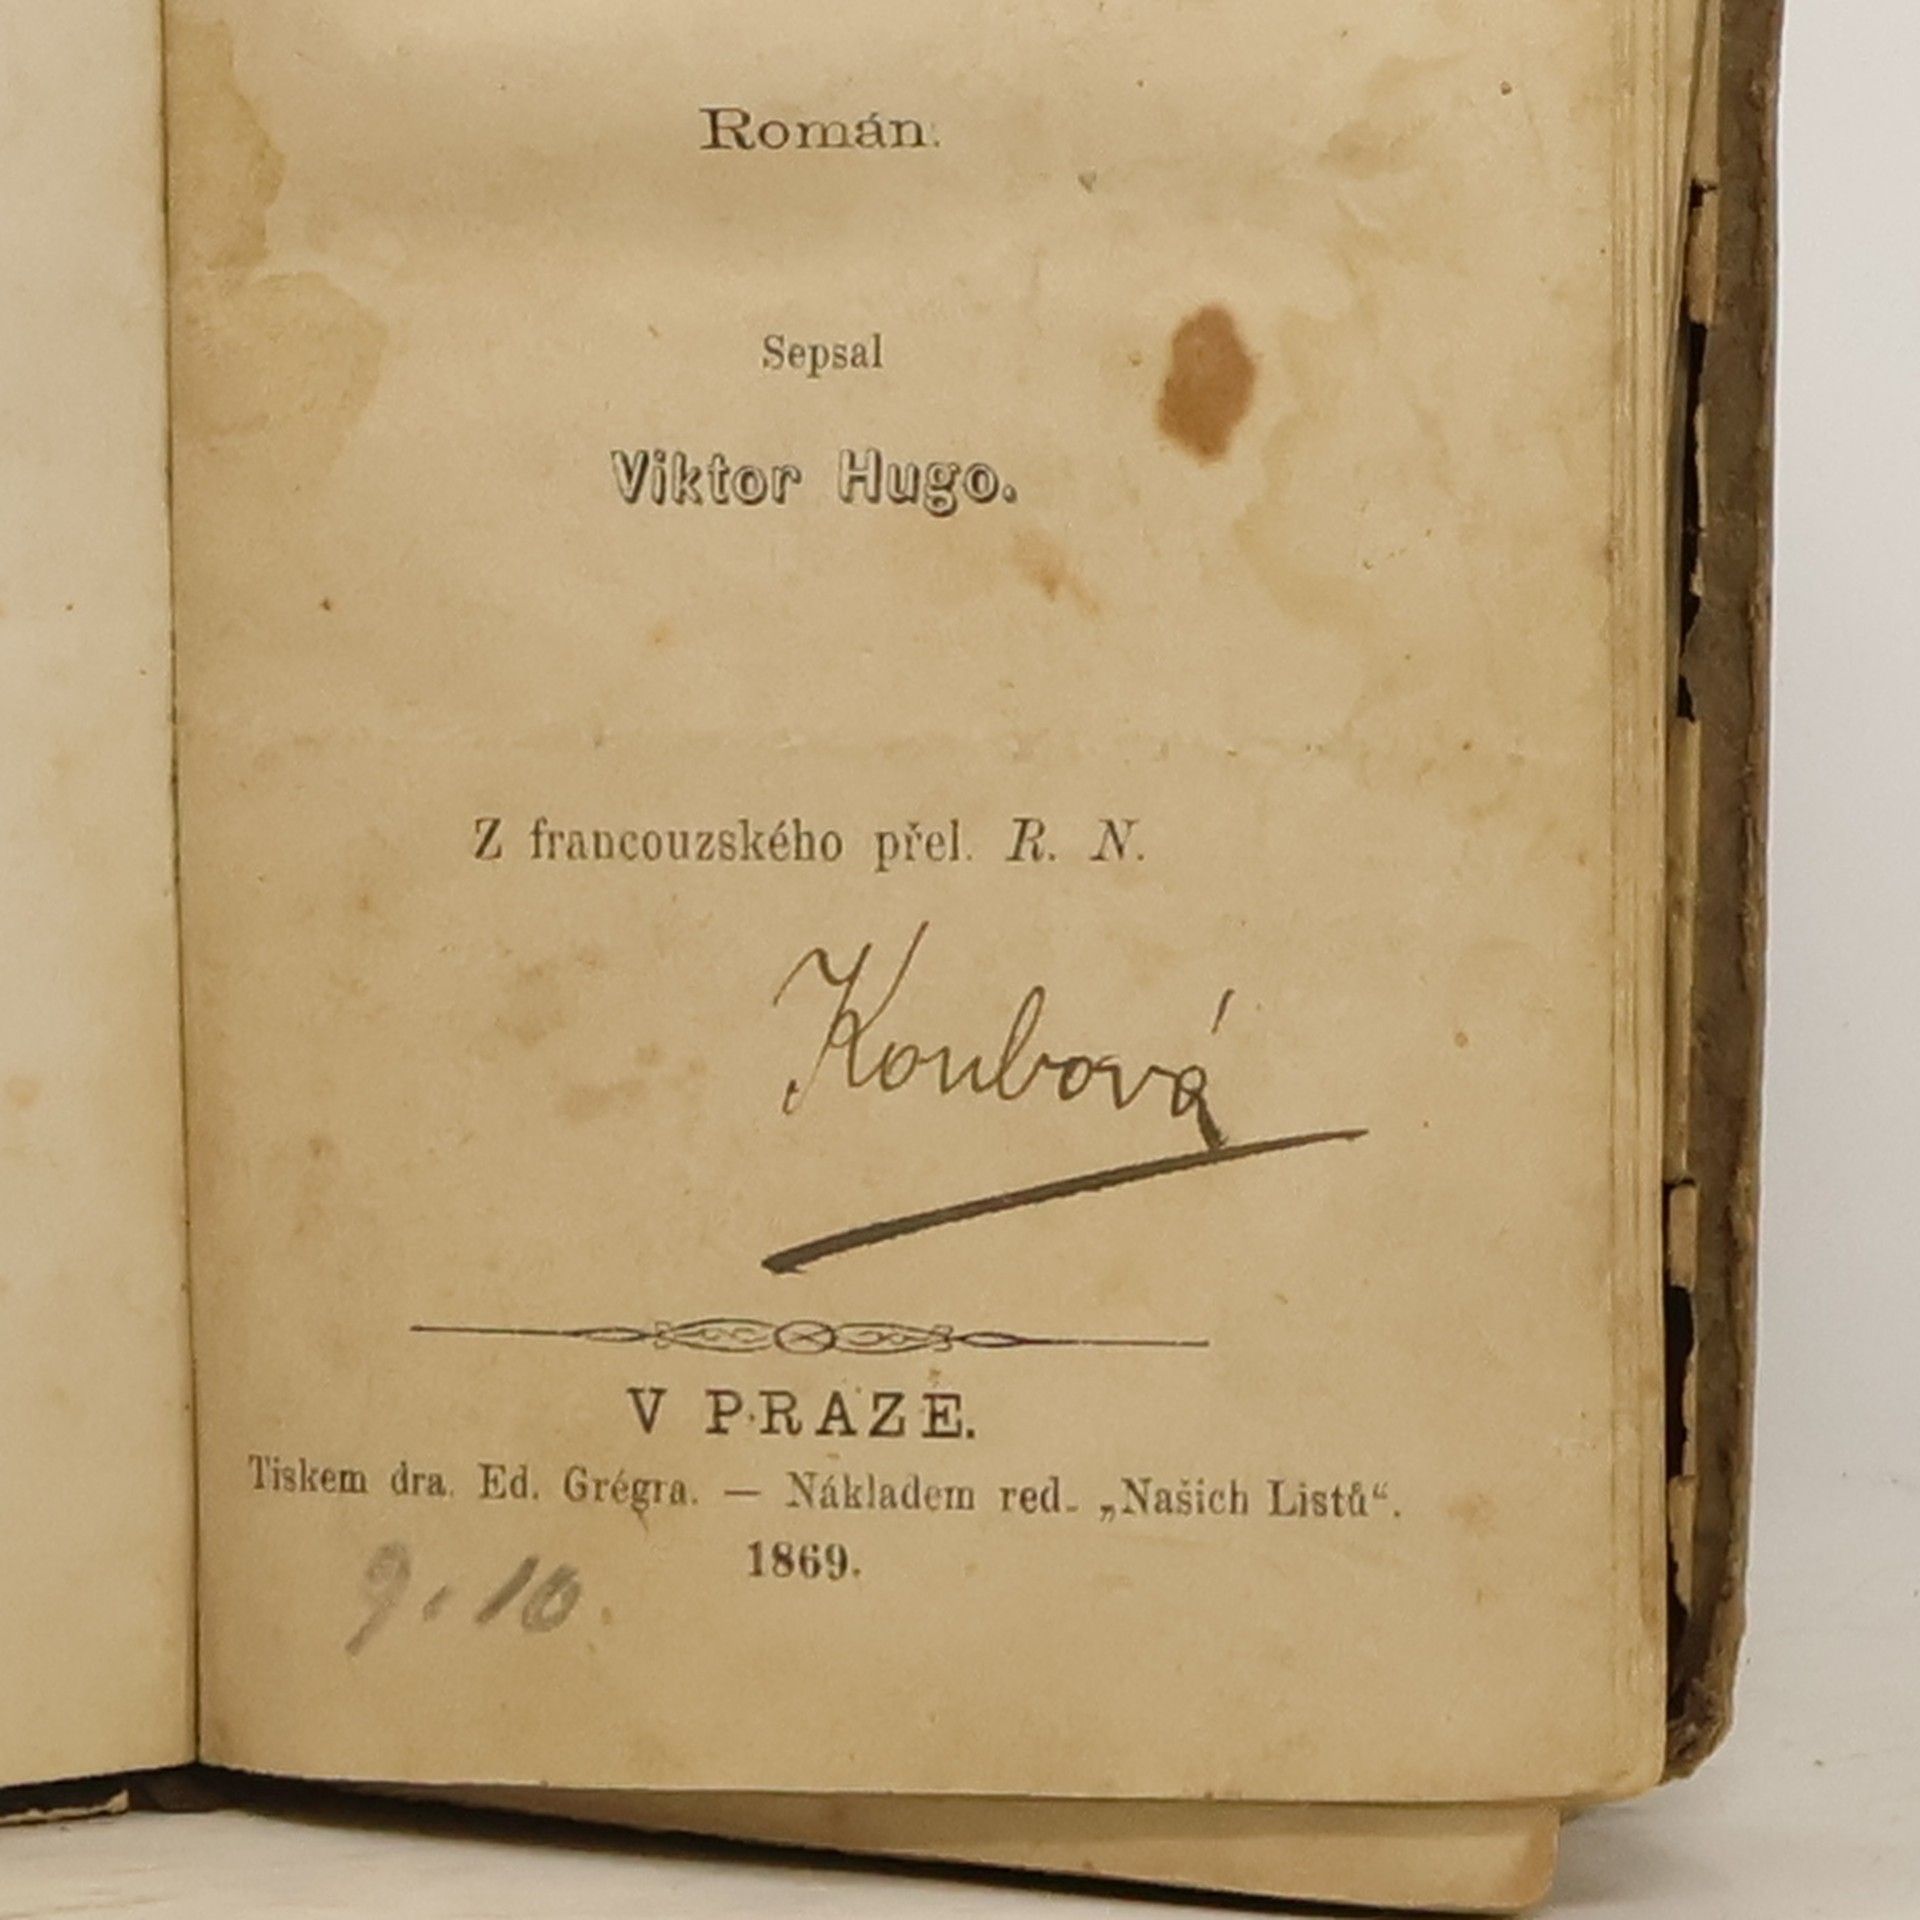 Román.
Sepsal
Viktor Hugo.
Z francouzského přel. R. N.
Koubová
V PRAZE.
Tiskem dra. Ed. Grégra. — Nákladem red. „Našich Listů“.
1869.
9. 10.